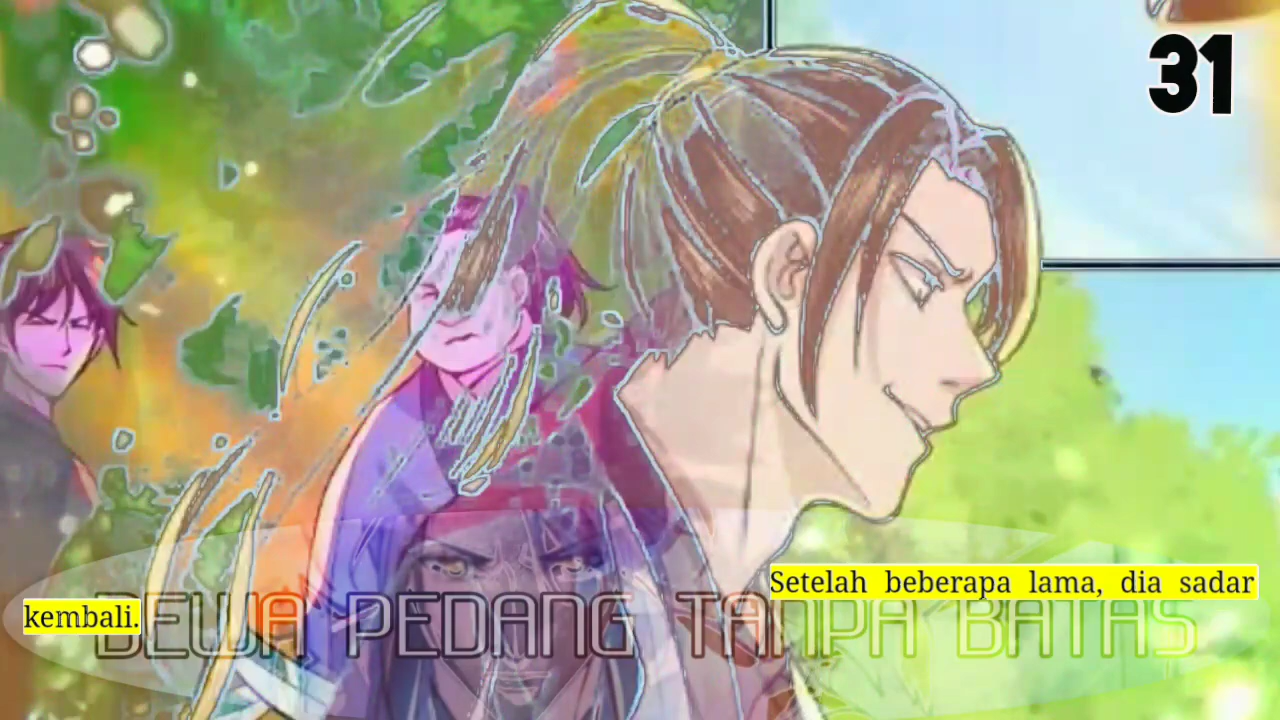 31
Setelah beberapa lama, dia sadar
kembali.
DEWA PEDANG TANPA BATAS